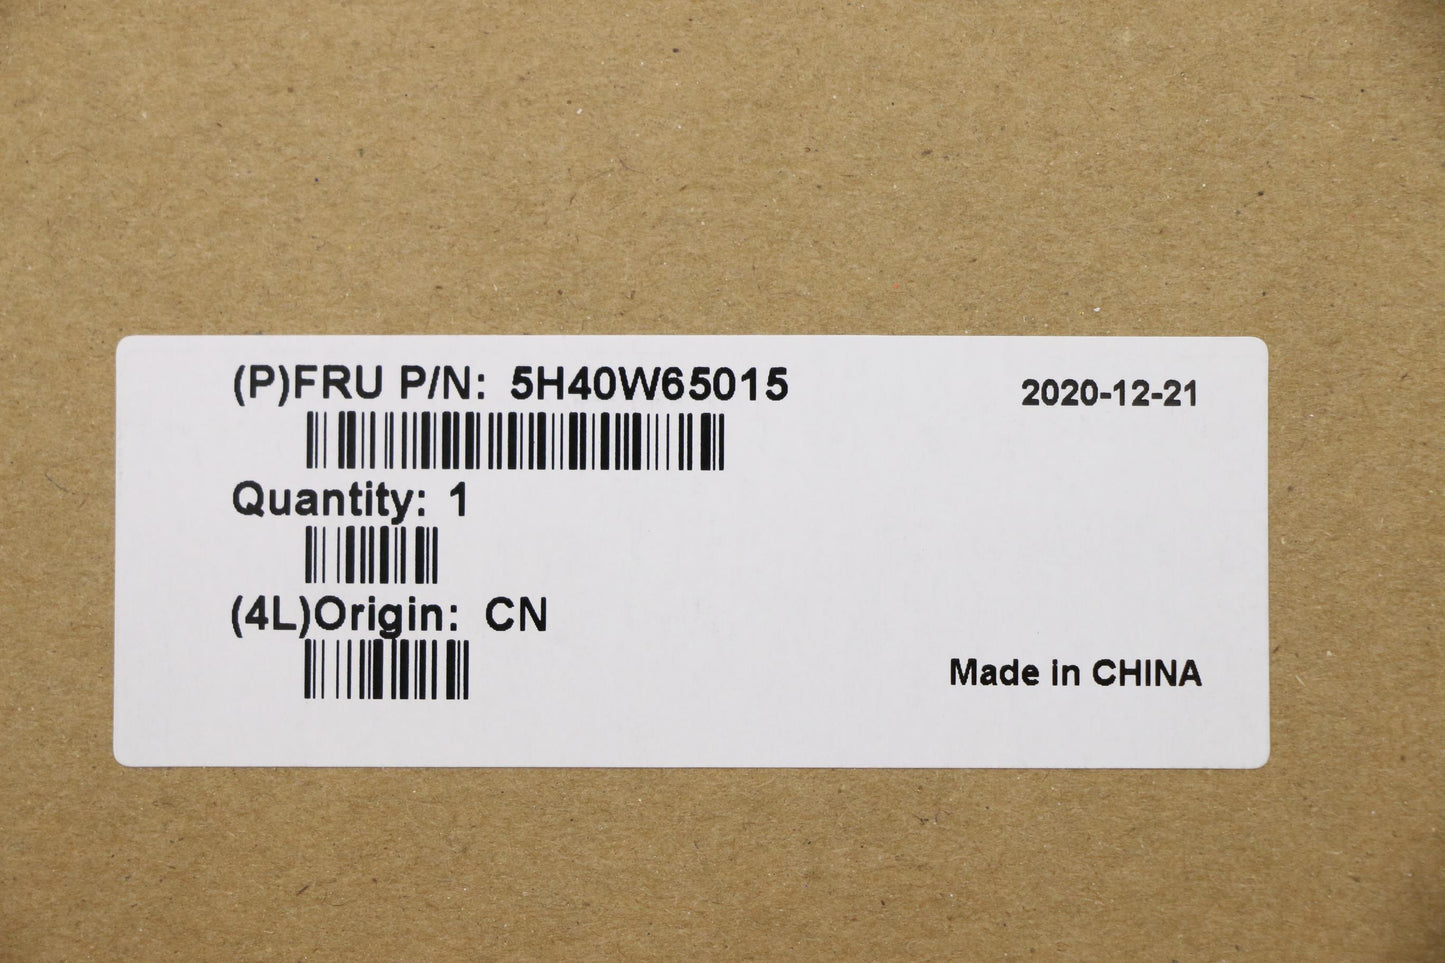 (P)FRU P/N: 5H40W65015
2020-12-21
Quantity: 1
(4L)Origin: CN
Made in CHINA